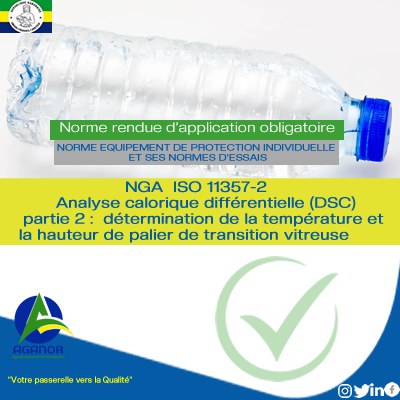 Norme rendue d'application obligatoire
NORME EQUIPEMENT DE PROTECTION INDIVIDUELLE
ET SES NORMES D'ESSAIS
NGA ISO 11357-2
Analyse calorique différentielle (DSC)
partie 2 : détermination de la température et
la hauteur de palier de transition vitreuse
AGANOR
"Votre passerelle vers la Qualité"